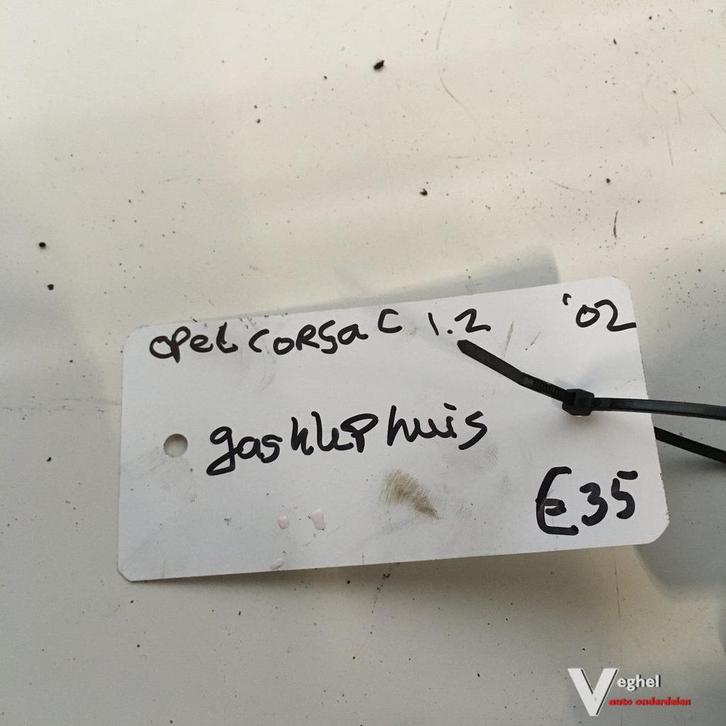 opel corsa C 1.2 '02
gasklephuis
€35
Veghel
auto onderdelen